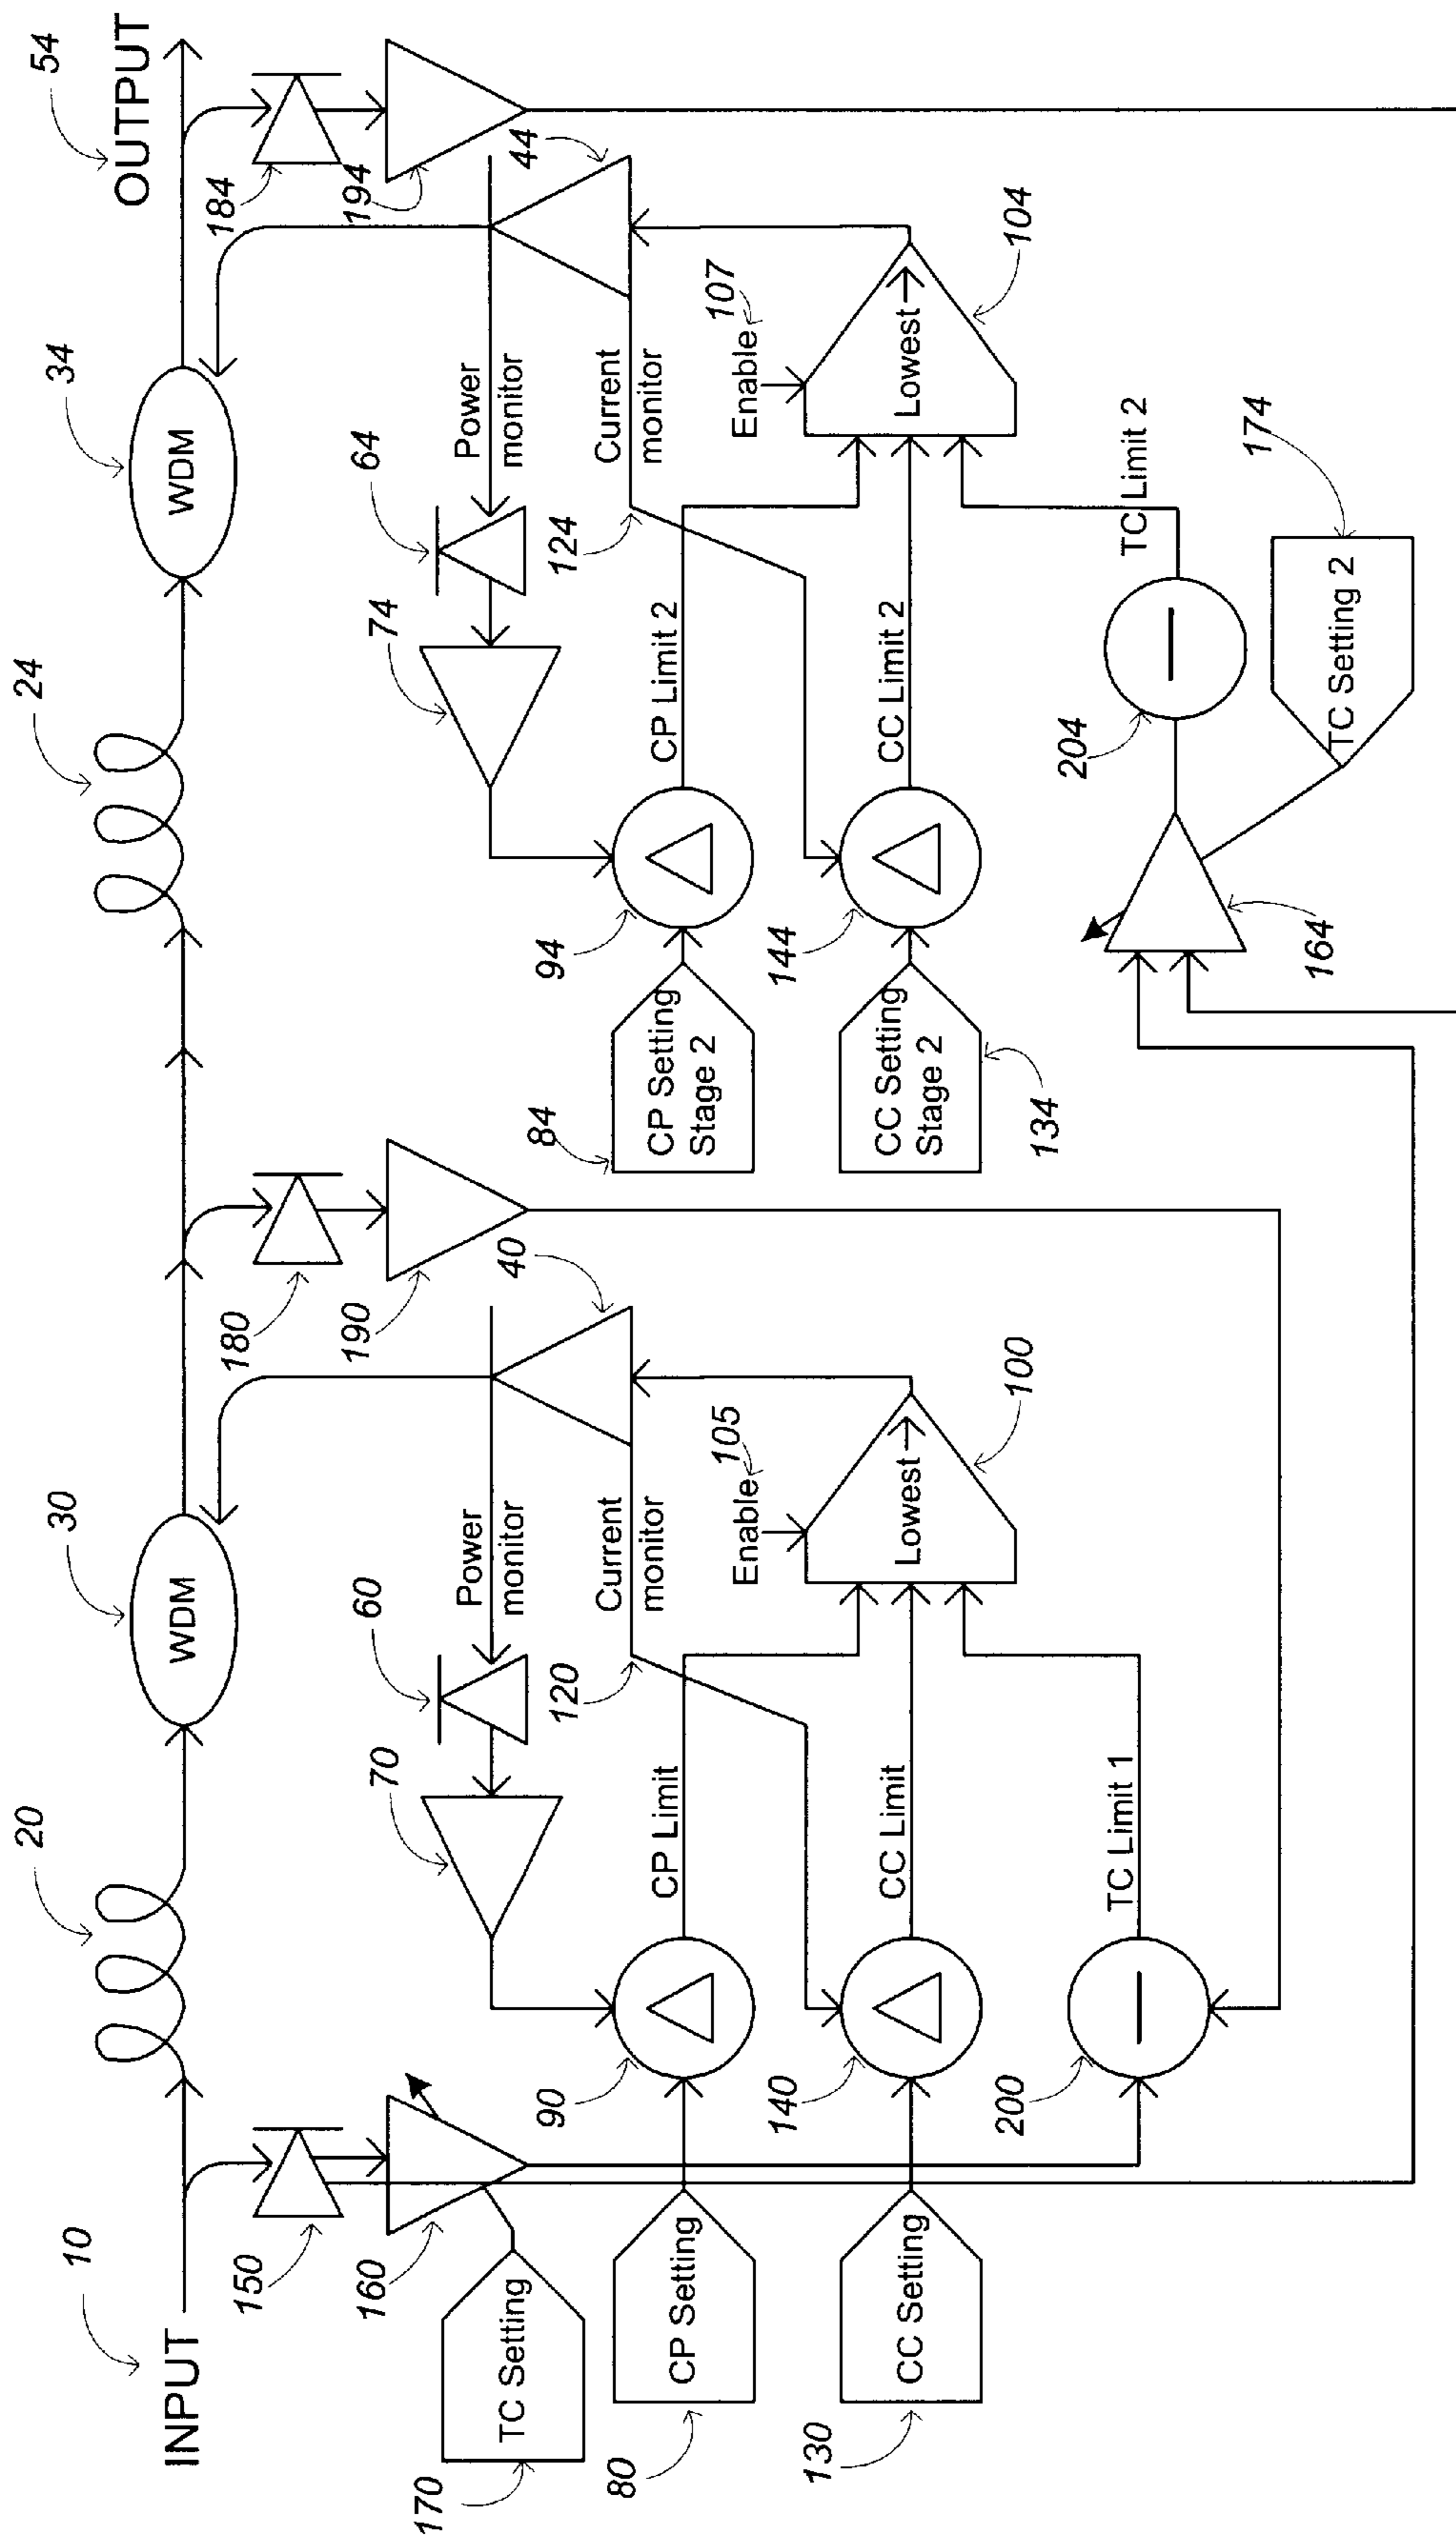 INPUT
10
20
30
WDM
24
34
WDM
OUTPUT
54
150
160
TC Setting
170
180
190
184
194
40
44
60
70
Power
monitor
Current
monitor
120
64
74
Power
monitor
Current
monitor
124
CP Setting
80
90
CP Limit
CC Setting
130
140
CC Limit
200
TC Limit 1
Enable
105
Lowest
100
CP Setting
Stage 2
84
94
CP Limit 2
CC Setting
Stage 2
134
144
CC Limit 2
Enable
107
Lowest
104
164
204
TC Limit 2
TC Setting 2
174